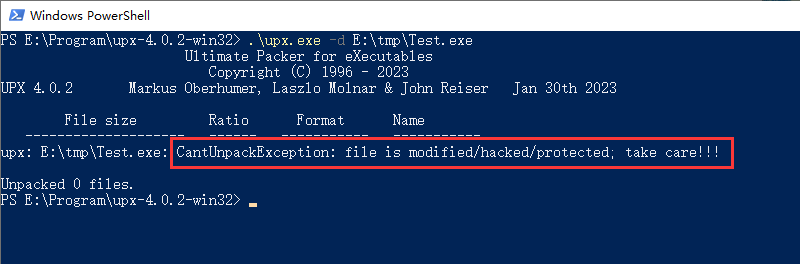 Windows PowerShell
PS E:\Program\upx-4.0.2-win32> .\upx.exe -d E:\tmp\Test.exe
Ultimate Packer for eXecutables
Copyright (C) 1996 - 2023
UPX 4.0.2 Markus Oberhumer, Laszlo Molnar & John Reiser Jan 30th 2023
File size Ratio Format Name
-------------------- ------ ----------- -----------
upx: E:\tmp\Test.exe: CantUnpackException: file is modified/hacked/protected; take care!!!
Unpacked 0 files.
PS E:\Program\upx-4.0.2-win32>